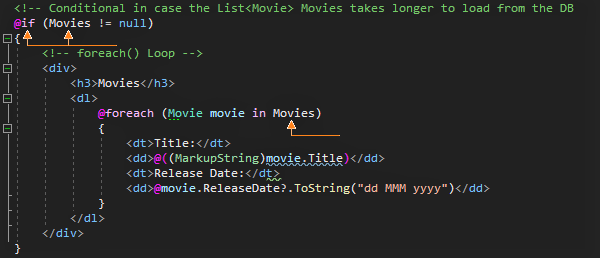 <!-- Conditional in case the List<Movie> Movies takes longer to load from the DB
@if (Movies != null)
{
<!-- foreach() Loop -->
<div>
<h3>Movies</h3>
<dl>
@foreach (Movie movie in Movies)
{
<dt>Title:</dt>
<dd>@((MarkupString)movie.Title)</dd>
<dt>Release Date:</dt>
<dd>@movie.ReleaseDate?.ToString("dd MMM yyyy")</dd>
}
</dl>
</div>
}